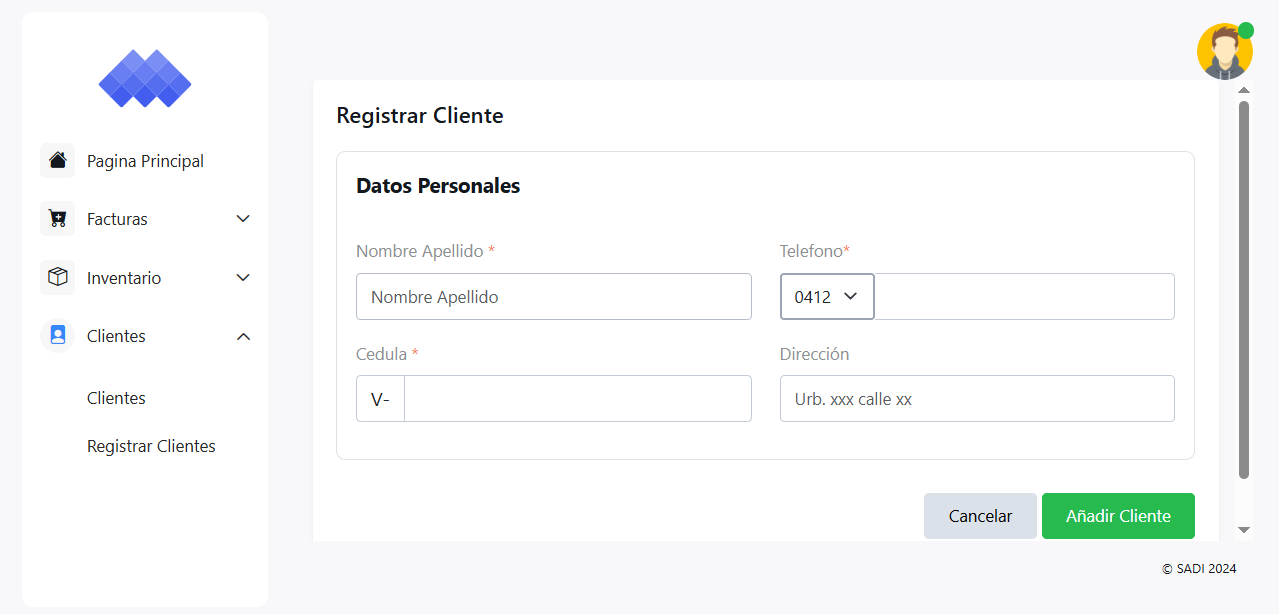 Pagina Principal
Facturas
Inventario
Clientes
Clientes
Registrar Clientes
Registrar Cliente
Datos Personales
Nombre Apellido *
Telefono*
Nombre Apellido
0412
Cedula *
Dirección
V-
Urb. xxx calle xx
Cancelar
Añadir Cliente
© SADI 2024